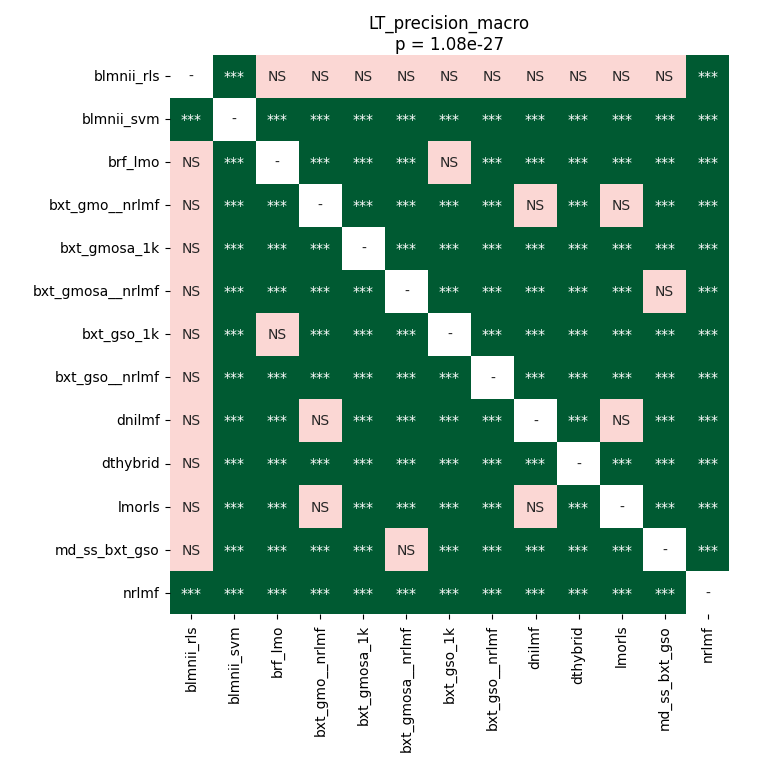 LT_precision_macro
p = 1.08e-27
blmnii_rls - *** NS NS NS NS NS NS NS NS NS NS ***
blmnii_svm *** - *** *** *** *** *** *** *** *** *** *** ***
brf_lmo NS *** - *** *** *** NS *** *** *** *** *** ***
bxt_gmo__nrlmf NS *** *** - *** *** *** *** NS *** NS *** ***
bxt_gmosa_1k NS *** *** *** - *** *** *** *** *** *** *** ***
bxt_gmosa__nrlmf NS *** *** *** *** - *** *** *** *** *** NS ***
bxt_gso_1k NS *** NS *** *** *** - *** *** *** *** *** ***
bxt_gso__nrlmf NS *** *** *** *** *** *** - *** *** *** *** ***
dnilmf NS *** *** NS *** *** *** *** - *** NS *** ***
dthybrid NS *** *** *** *** *** *** *** *** - *** *** ***
lmorls NS *** *** NS *** *** *** *** NS *** - *** ***
md_ss_bxt_gso NS *** *** *** *** NS *** *** *** *** *** - ***
nrlmf *** *** *** *** *** *** *** *** *** *** *** *** -
blmnii_rls
blmnii_svm
brf_lmo
bxt_gmo__nrlmf
bxt_gmosa_1k
bxt_gmosa__nrlmf
bxt_gso_1k
bxt_gso__nrlmf
dnilmf
dthybrid
lmorls
md_ss_bxt_gso
nrlmf